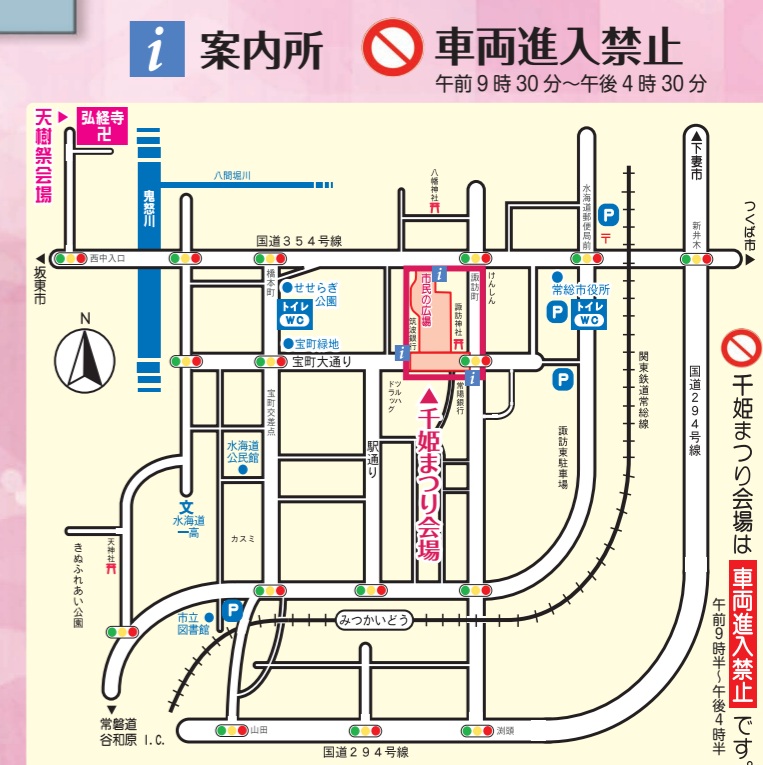 i 案内所
車両進入禁止
午前9時30分～午後4時30分
天樹祭会場
弘経寺
卍
八間堀川
鬼怒川
八幡神社
水海道郵便局前
P
〒
下妻市
新井木
つくば市
国道354号線
西中入口
坂東市
橋本町
せせらぎ
公園
トイレ
WC
宝町緑地
宝町大通り
i
市民の広場
筑波銀行
諏訪神社
諏訪町
けんしん
i
i
常総市役所
P
トイレ
WC
P
N
関東鉄道常総線
国道294号線
宝町交差点
ツルハ
ドラッグ
常陽銀行
駅通り
千姫まつり会場
諏訪東駐車場
水海道
公民館
文
水海道
一高
カスミ
天神社
きぬふれあい公園
市立
図書館
P
みつかいどう
常磐道
谷和原 I.C.
山田
渕頭
国道294号線
千姫まつり会場は
車両進入禁止
です。
午前9時半～午後4時半